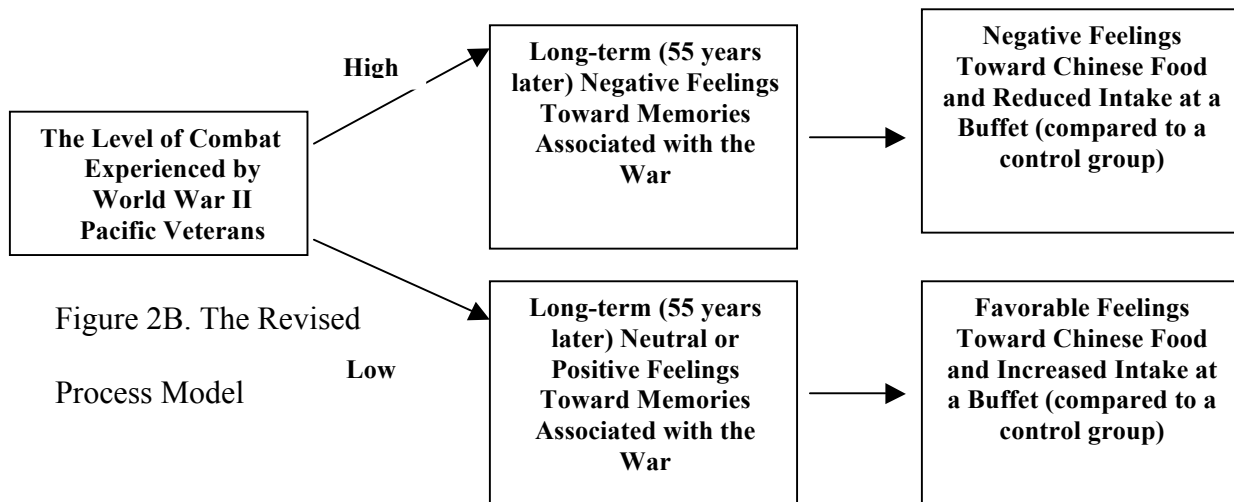 The Level of Combat
Experienced by
World War II
Pacific Veterans
High
Long-term (55 years
later) Negative Feelings
Toward Memories
Associated with the
War
Negative Feelings
Toward Chinese Food
and Reduced Intake at a
Buffet (compared to a
control group)
Low
Long-term (55 years
later) Neutral or
Positive Feelings
Toward Memories
Associated with the
War
Favorable Feelings
Toward Chinese Food
and Increased Intake at
a Buffet (compared to a
control group)
Figure 2B. The Revised
Process Model